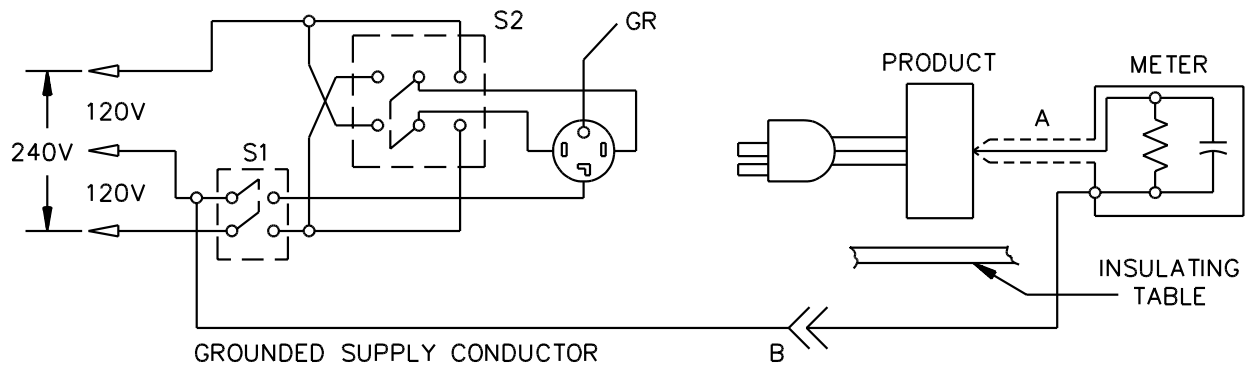 S2
GR
PRODUCT
METER
120V
A
240V
S1
120V
INSULATING
TABLE
GROUNDED SUPPLY CONDUCTOR
B